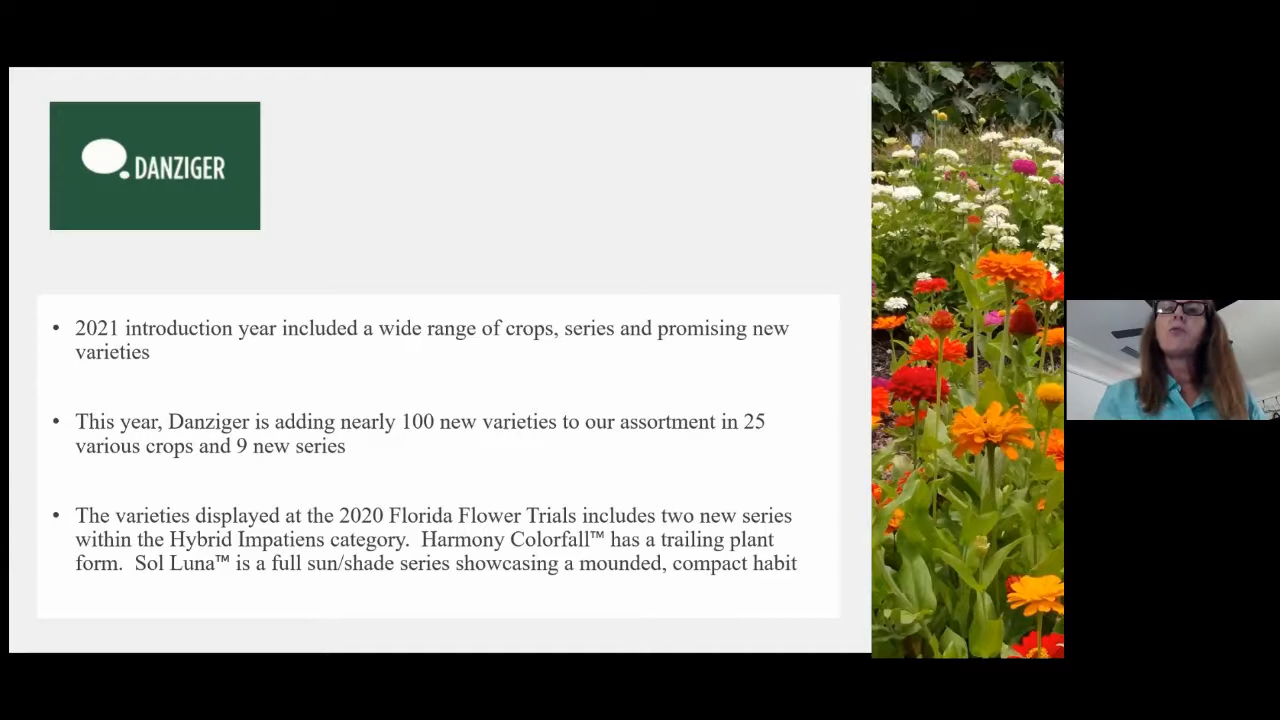 DANZIGER
• 2021 introduction year included a wide range of crops, series and promising new
varieties
• This year, Danziger is adding nearly 100 new varieties to our assortment in 25
various crops and 9 new series
• The varieties displayed at the 2020 Florida Flower Trials includes two new series
within the Hybrid Impatiens category.  Harmony Colorfall™ has a trailing plant
form.  Sol Luna™ is a full sun/shade series showcasing a mounded, compact habit